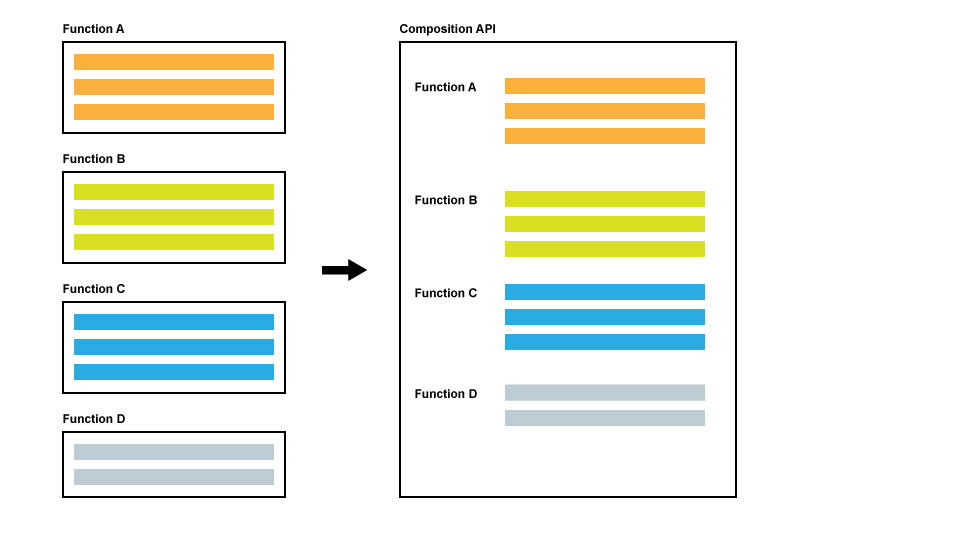 Function A
Function B
Function C
Function D
Composition API
Function A
Function B
Function C
Function D